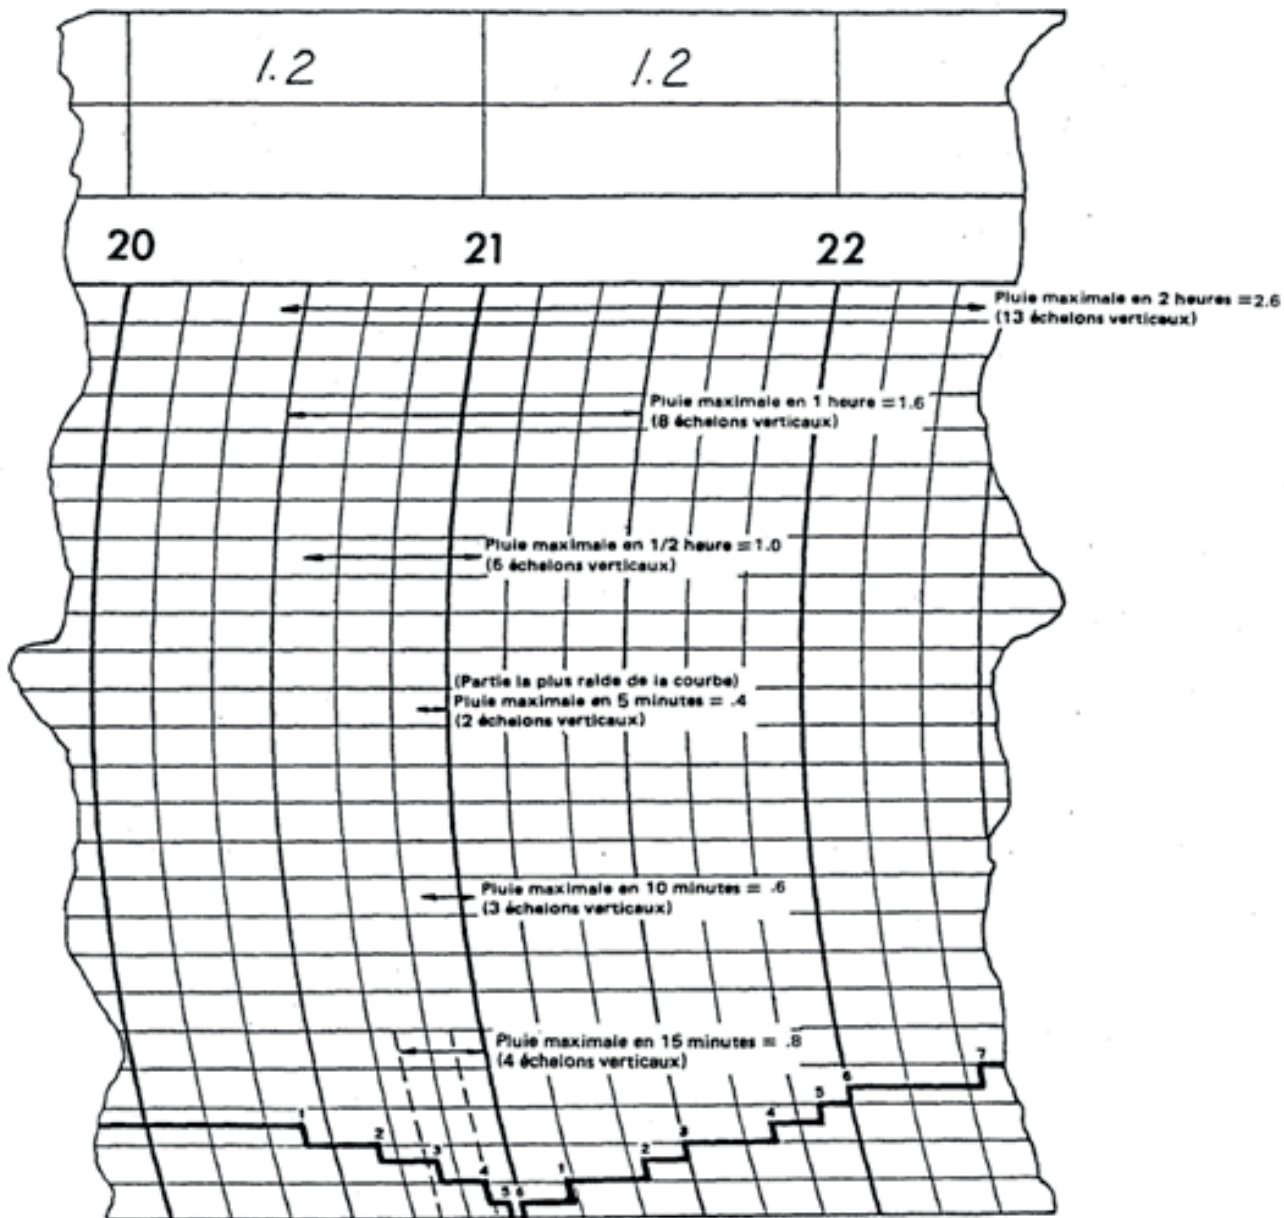 1.2 1.2
20 21 22
Pluie maximale en 2 heures = 2.6
(13 échelons verticaux)
Pluie maximale en 1 heure = 1.6
(8 échelons verticaux)
Pluie maximale en 1/2 heure = 1.0
(5 échelons verticaux)
(Partie la plus raide de la courbe)
Pluie maximale en 5 minutes = .4
(2 échelons verticaux)
Pluie maximale en 10 minutes = .6
(3 échelons verticaux)
Pluie maximale en 15 minutes = .8
(4 échelons verticaux)
1 2 3 4 5 6 1 2 3 4 5 6 7